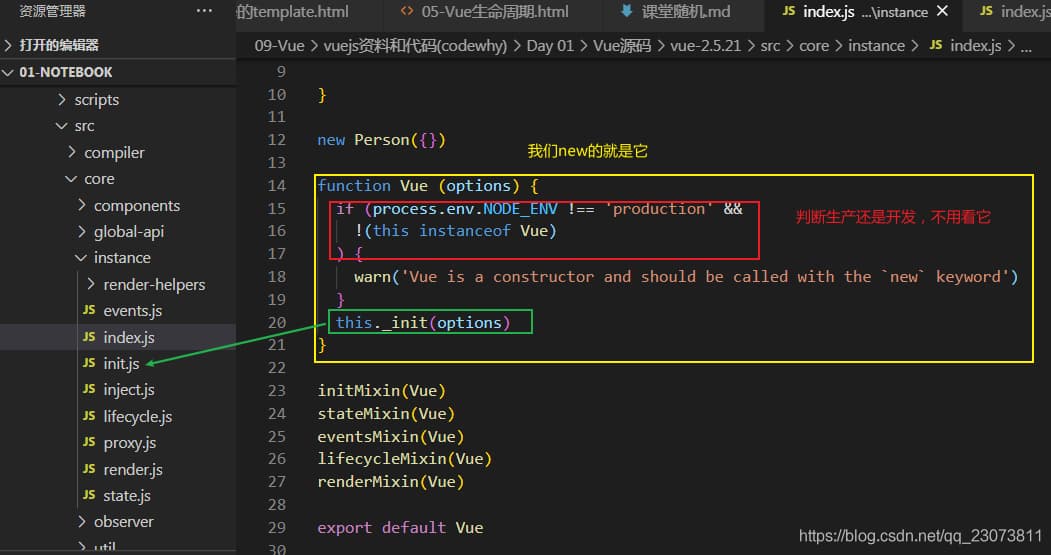 资源管理器 ··· 的template.html <> 05-Vue生命周期.html 课堂随机.md JS index.js ...\instance × JS index.js
> 打开的编辑器
09-Vue > vuejs资料和代码(codewhy) > Day 01 > Vue源码 > vue-2.5.21 > src > core > instance > JS index.js > ...
01-NOTEBOOK
scripts
src
compiler
core
components
global-api
instance
render-helpers
JS events.js
JS index.js
JS init.js
JS inject.js
JS lifecycle.js
JS proxy.js
JS render.js
JS state.js
observer
util
9
10 }
11
12 new Person({})
我们new的就是它
13
14 function Vue (options) {
15 if (process.env.NODE_ENV !== 'production' &&
判断生产还是开发，不用看它
16 !(this instanceof Vue)
17 ) {
18 warn('Vue is a constructor and should be called with the `new` keyword')
19 }
20 this._init(options)
21 }
22
23 initMixin(Vue)
24 stateMixin(Vue)
25 eventsMixin(Vue)
26 lifecycleMixin(Vue)
27 renderMixin(Vue)
28
29 export default Vue
30
https://blog.csdn.net/qq_23073811